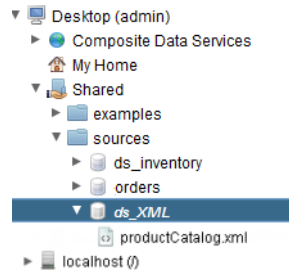 Desktop (admin)
Composite Data Services
My Home
Shared
examples
sources
ds_inventory
orders
ds_XML
productCatalog.xml
localhost (/)